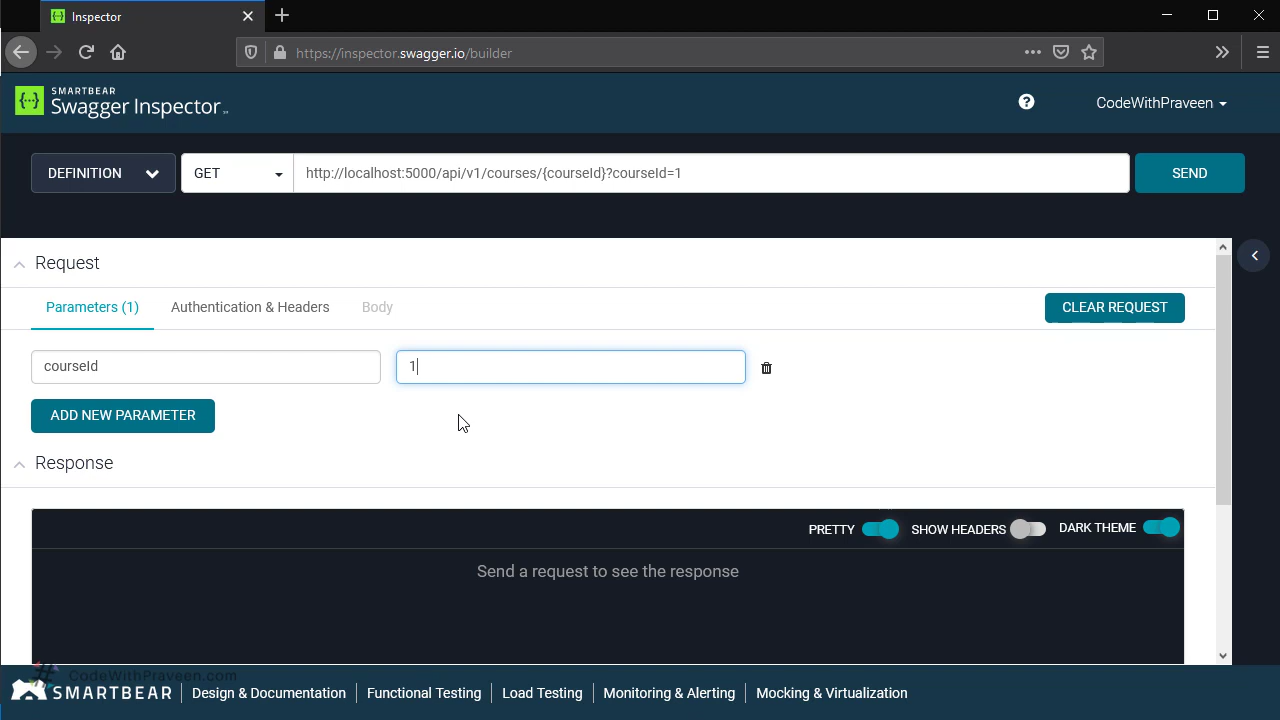 Inspector
https://inspector.swagger.io/builder
SMARTBEAR
Swagger Inspector
CodeWithPraveen
DEFINITION
GET
http://localhost:5000/api/v1/courses/{courseId}?courseId=1
SEND
Request
Parameters (1)
Authentication & Headers
Body
CLEAR REQUEST
courseId
1
ADD NEW PARAMETER
Response
PRETTY
SHOW HEADERS
DARK THEME
Send a request to see the response
CodeWithPraveen.com
SMARTBEAR
Design & Documentation
Functional Testing
Load Testing
Monitoring & Alerting
Mocking & Virtualization